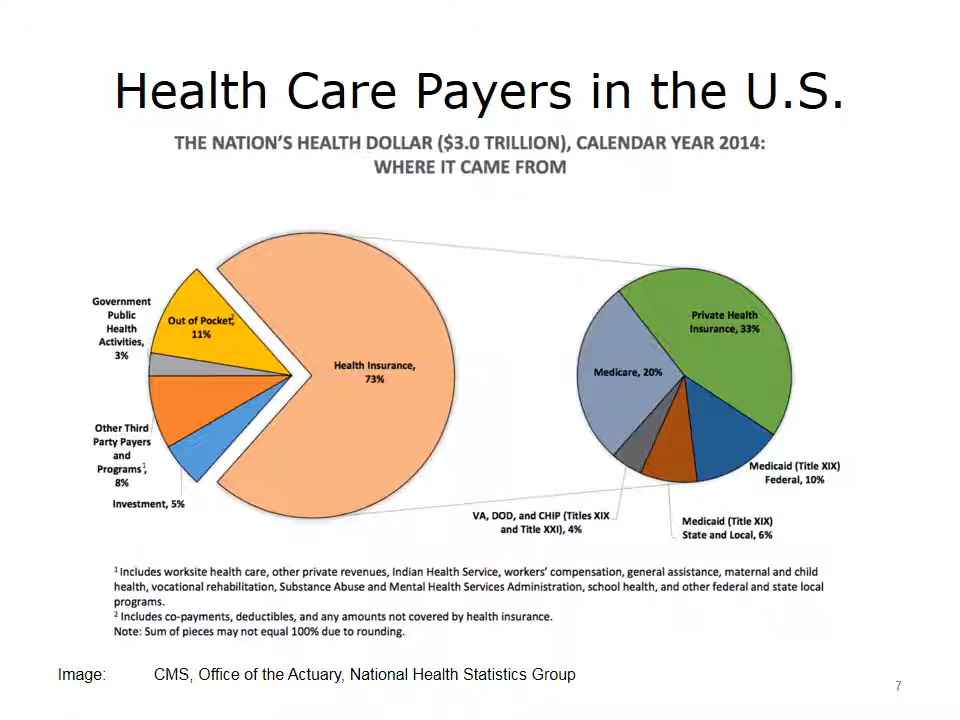 Health Care Payers in the U.S.
THE NATION'S HEALTH DOLLAR ($3.0 TRILLION), CALENDAR YEAR 2014:
WHERE IT CAME FROM
Government
Public
Health
Activities,
3%
Out of Pocket,²
11%
Health Insurance,
73%
Other Third
Party Payers
and
Programs¹,
8%
Investment, 5%
Private Health
Insurance, 33%
Medicare, 20%
Medicaid (Title XIX)
Federal, 10%
VA, DOD, and CHIP (Titles XIX
and Title XXI), 4%
Medicaid (Title XIX)
State and Local, 6%
¹ Includes worksite health care, other private revenues, Indian Health Service, workers' compensation, general assistance, maternal and child
health, vocational rehabilitation, Substance Abuse and Mental Health Services Administration, school health, and other federal and state local
programs.
² Includes co-payments, deductibles, and any amounts not covered by health insurance.
Note: Sum of pieces may not equal 100% due to rounding.
Image: CMS, Office of the Actuary, National Health Statistics Group
7